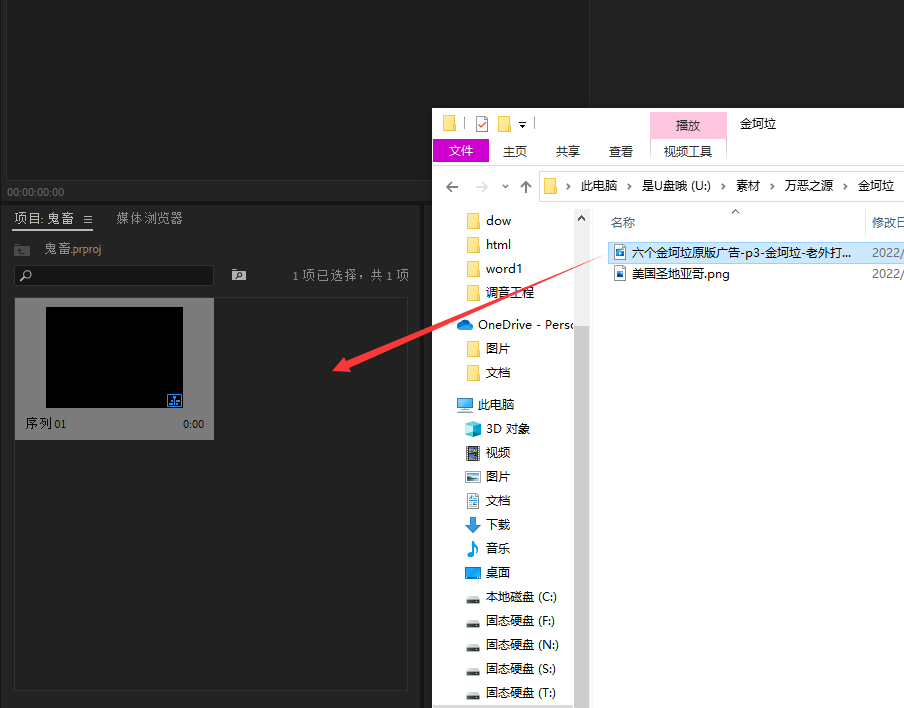 00:00:00:00
项目: 鬼畜
媒体浏览器
鬼畜.prproj
1 项已选择，共 1 项
序列 01
0:00
播放
金坷垃
文件
主页
共享
查看
视频工具
此电脑
是U盘哦 (U:)
素材
万恶之源
金坷垃
dow
html
word1
调音工程
OneDrive - Perso
图片
文档
此电脑
3D 对象
视频
图片
文档
下载
音乐
桌面
本地磁盘 (C:)
固态硬盘 (F:)
固态硬盘 (N:)
固态硬盘 (S:)
固态硬盘 (T:)
名称
修改日
六个金坷垃原版广告-p3-金坷垃-老外打...
2022/
美国圣地亚哥.png
2022/